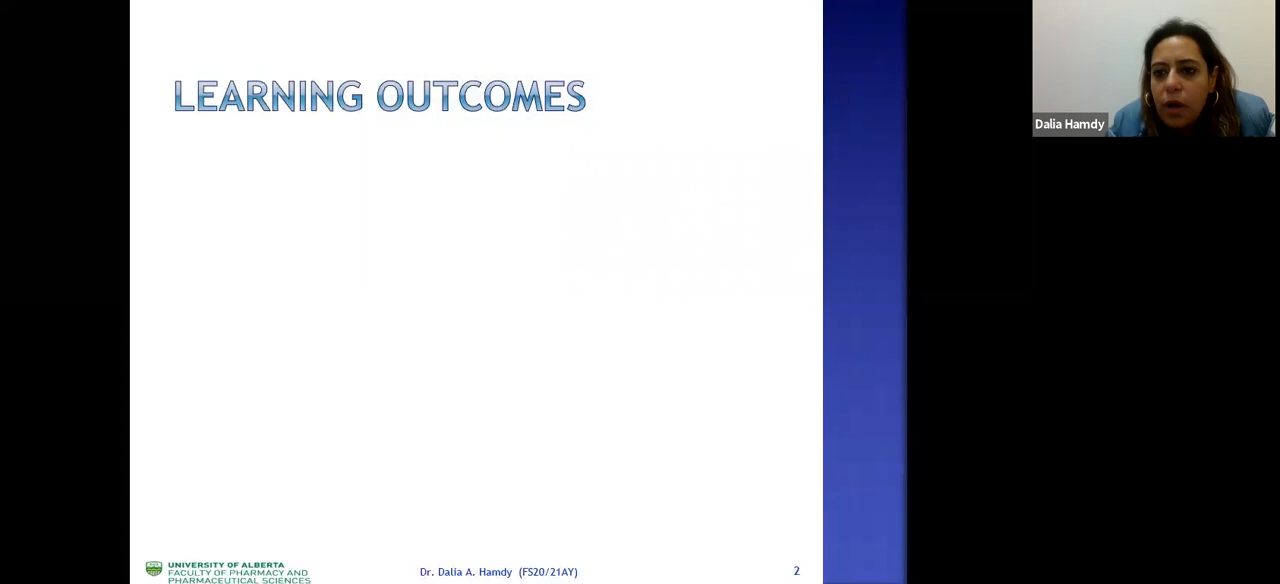 LEARNING OUTCOMES
Dalia Hamdy
UNIVERSITY OF ALBERTA
FACULTY OF PHARMACY AND
PHARMACEUTICAL SCIENCES
Dr. Dalia A. Hamdy (FS20/21AY)
2